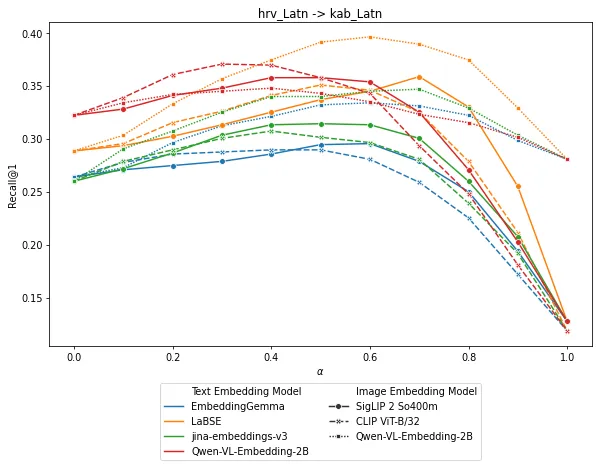 hrv_Latn -> kab_Latn
0.40
0.35
0.30
0.25
0.20
0.15
Recall@1
0.0 0.2 0.4 0.6 0.8 1.0
α
Text Embedding Model Image Embedding Model
EmbeddingGemma SigLIP 2 So400m
LaBSE CLIP ViT-B/32
jina-embeddings-v3 Qwen-VL-Embedding-2B
Qwen-VL-Embedding-2B